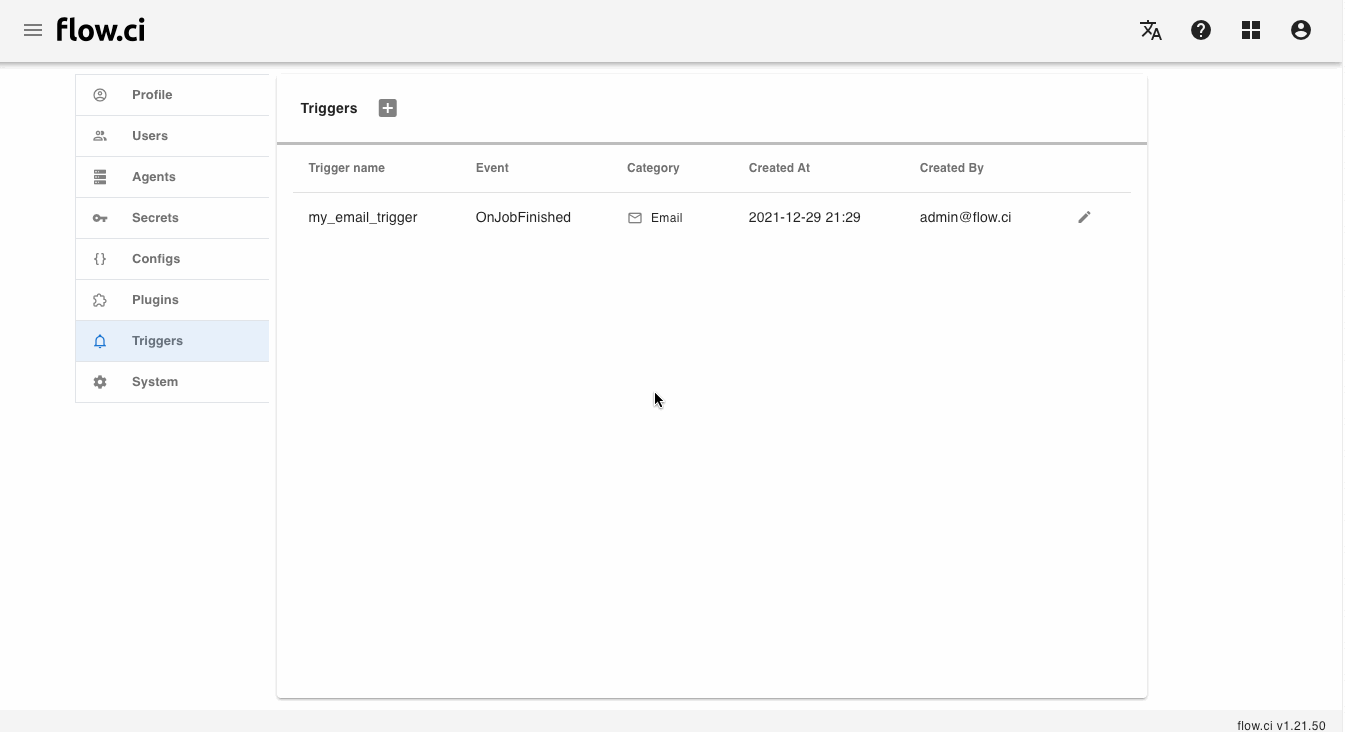 flow.ci
Profile
Users
Agents
Secrets
Configs
Plugins
Triggers
System
Triggers
Trigger name Event Category Created At Created By
my_email_trigger OnJobFinished Email 2021-12-29 21:29 admin@flow.ci
flow.ci v1.21.50